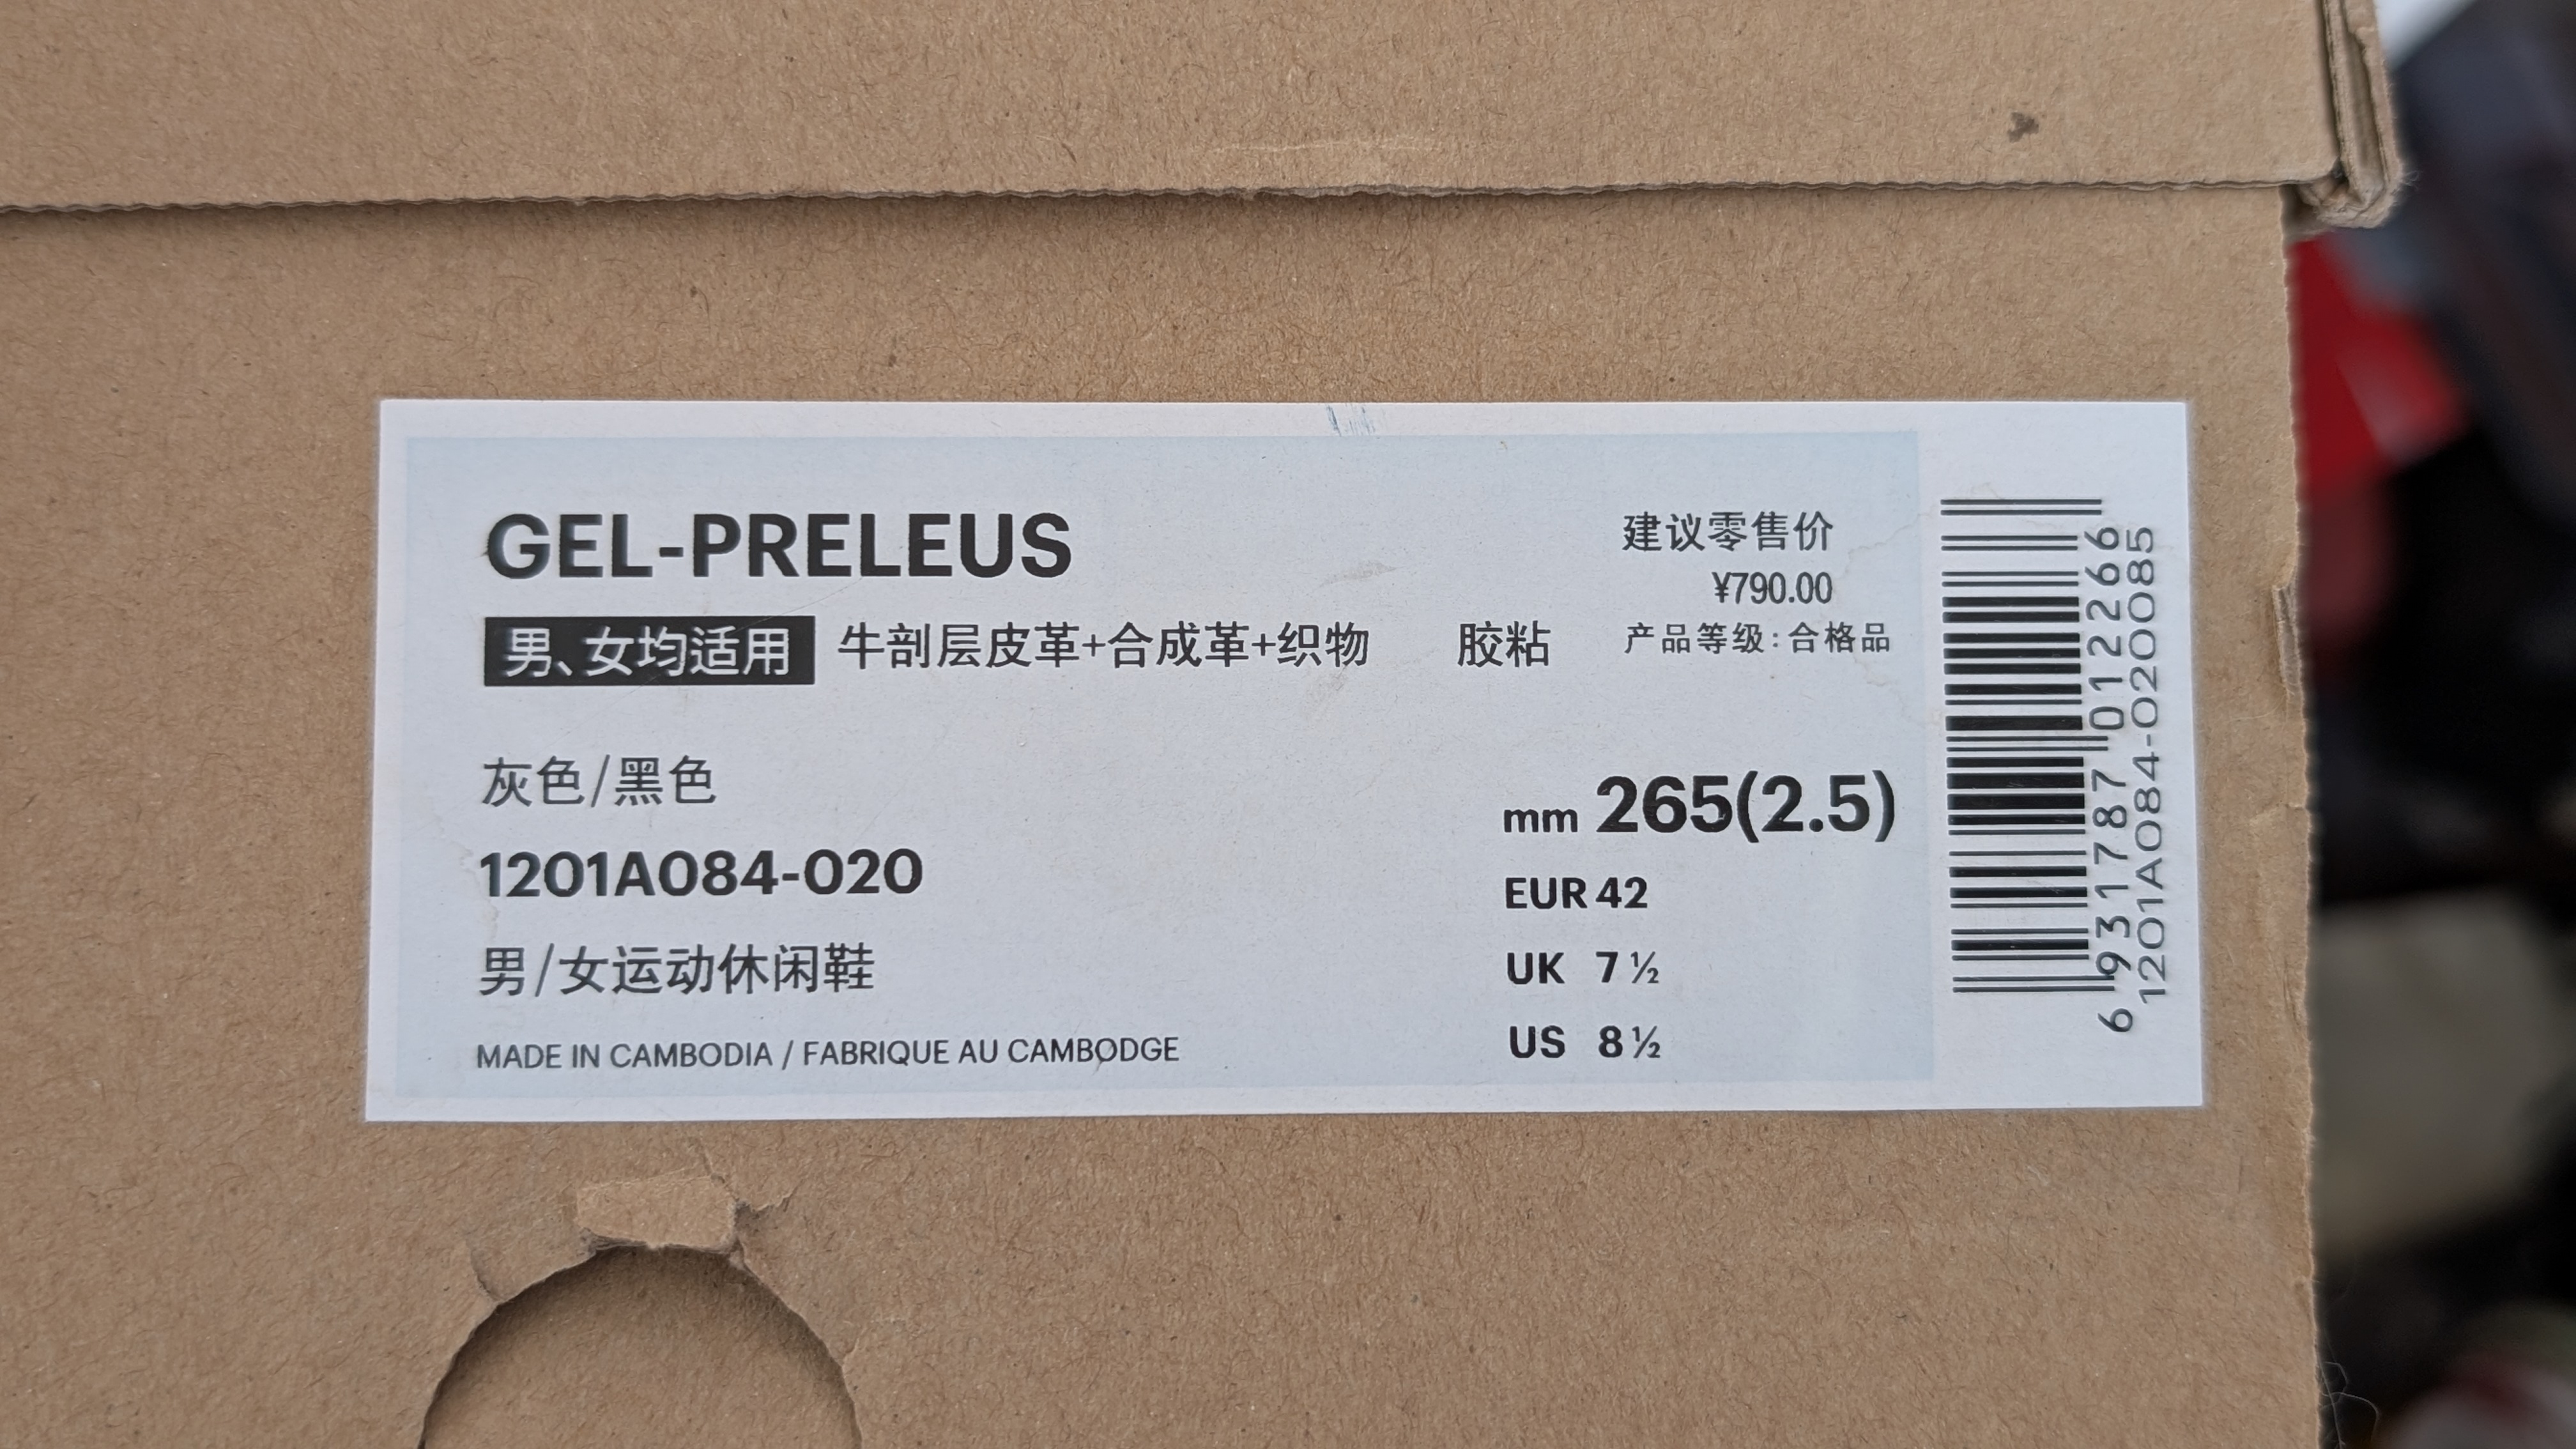 GEL-PRELEUS
建议零售价
¥790.00
男、女均适用 牛剖层皮革+合成革+织物 胶粘 产品等级:合格品
灰色/黑色
mm 265(2.5)
1201A084-020
EUR 42
男/女运动休闲鞋
UK 7 ½
MADE IN CAMBODIA / FABRIQUE AU CAMBODGE
US 8 ½
6 931787 012266
1201A084-020085